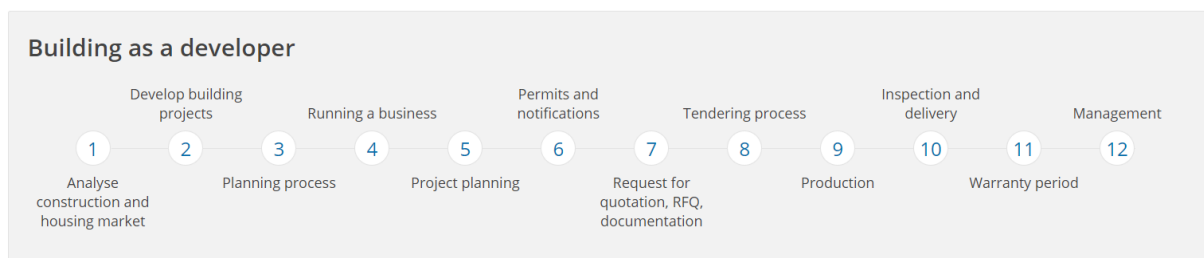 Building as a developer
Develop building
projects
Running a business
Permits and
notifications
Tendering process
Inspection and
delivery
Management
1
2
3
4
5
6
7
8
9
10
11
12
Analyse
construction and
housing market
Planning process
Project planning
Request for
quotation, RFQ,
documentation
Production
Warranty period